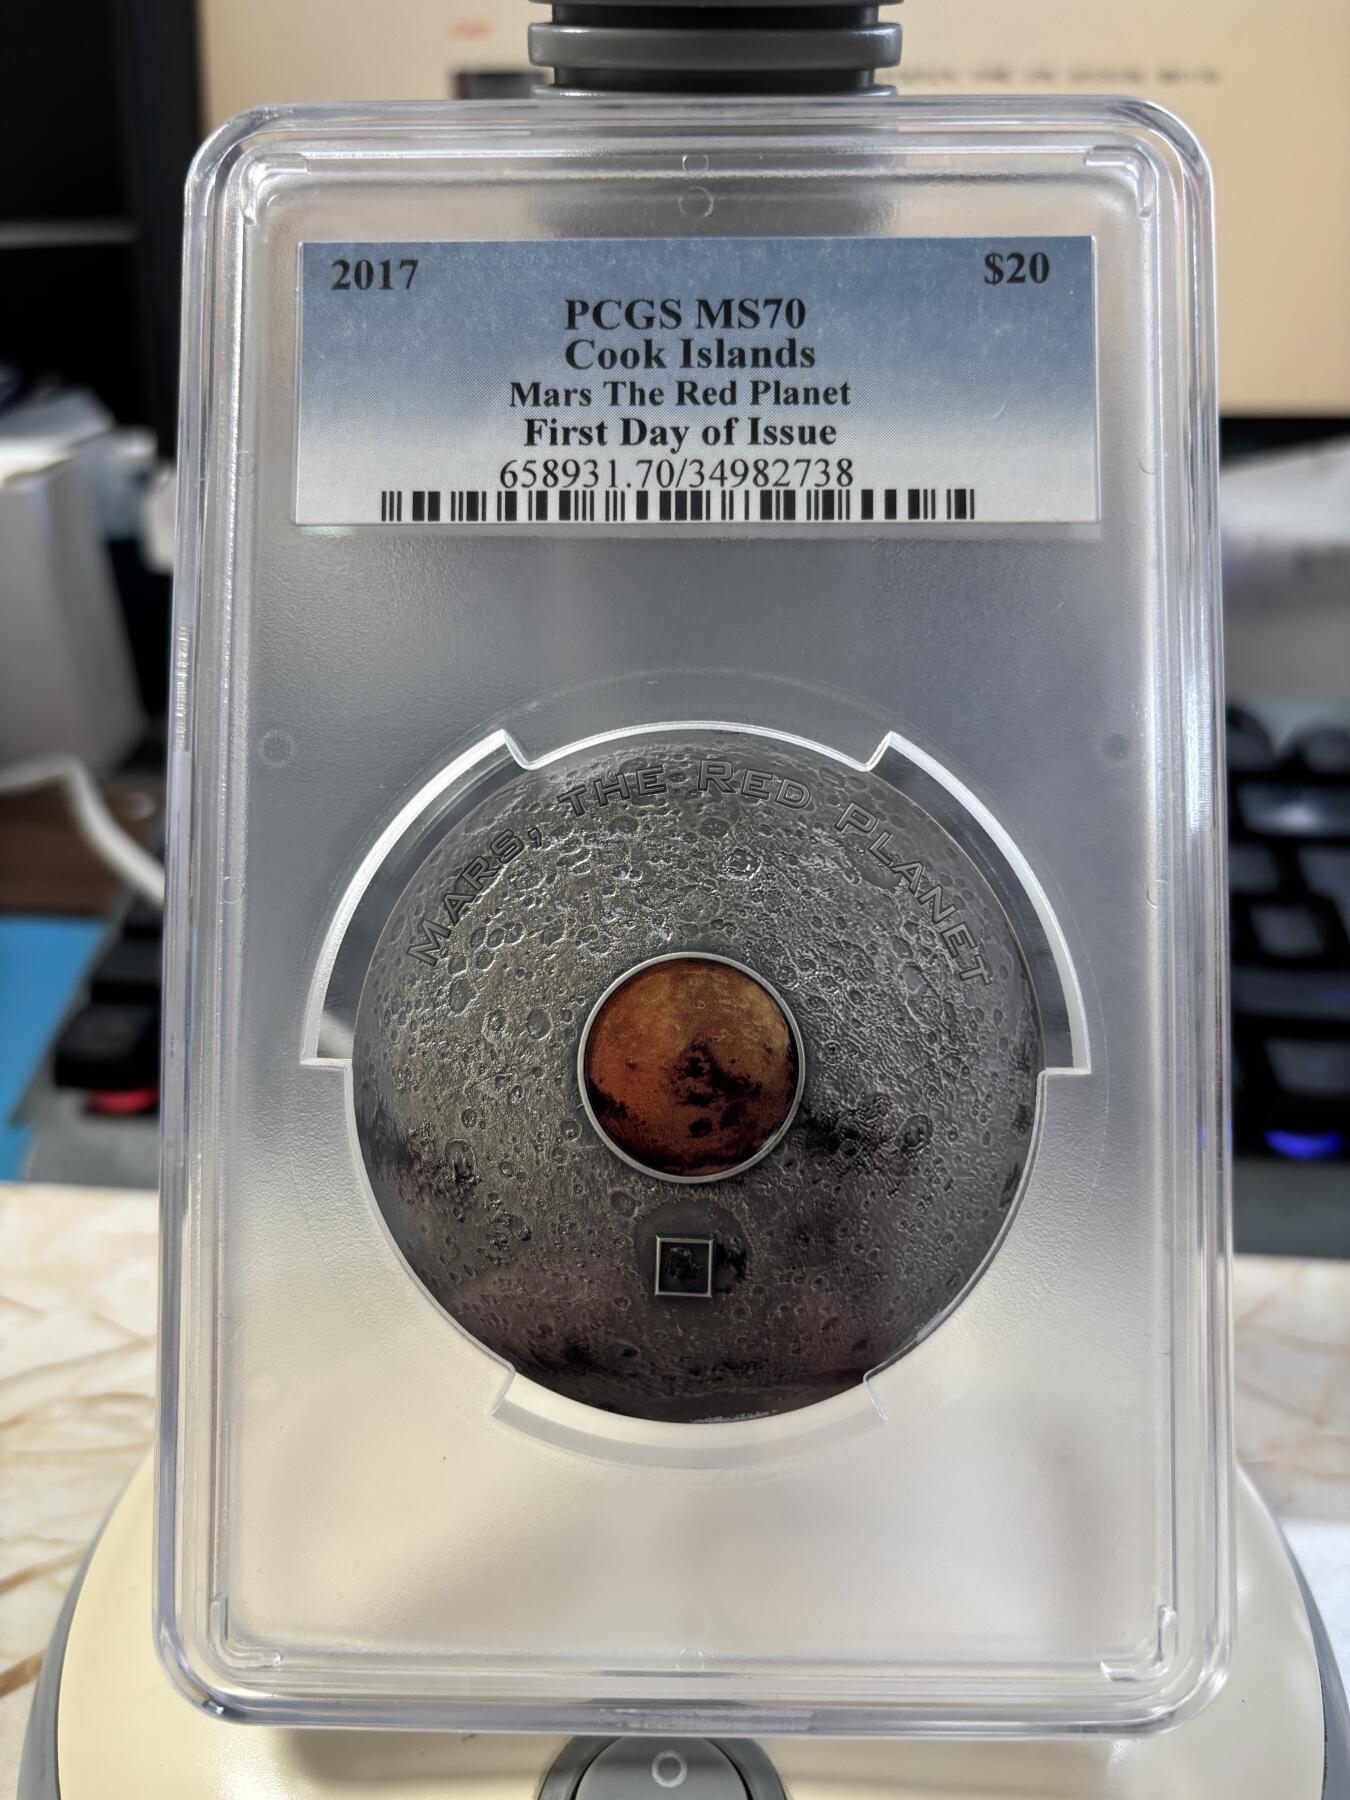 2017
$20
PCGS MS70
Cook Islands
Mars The Red Planet
First Day of Issue
658931.70/34982738
MARS, THE RED PLANET